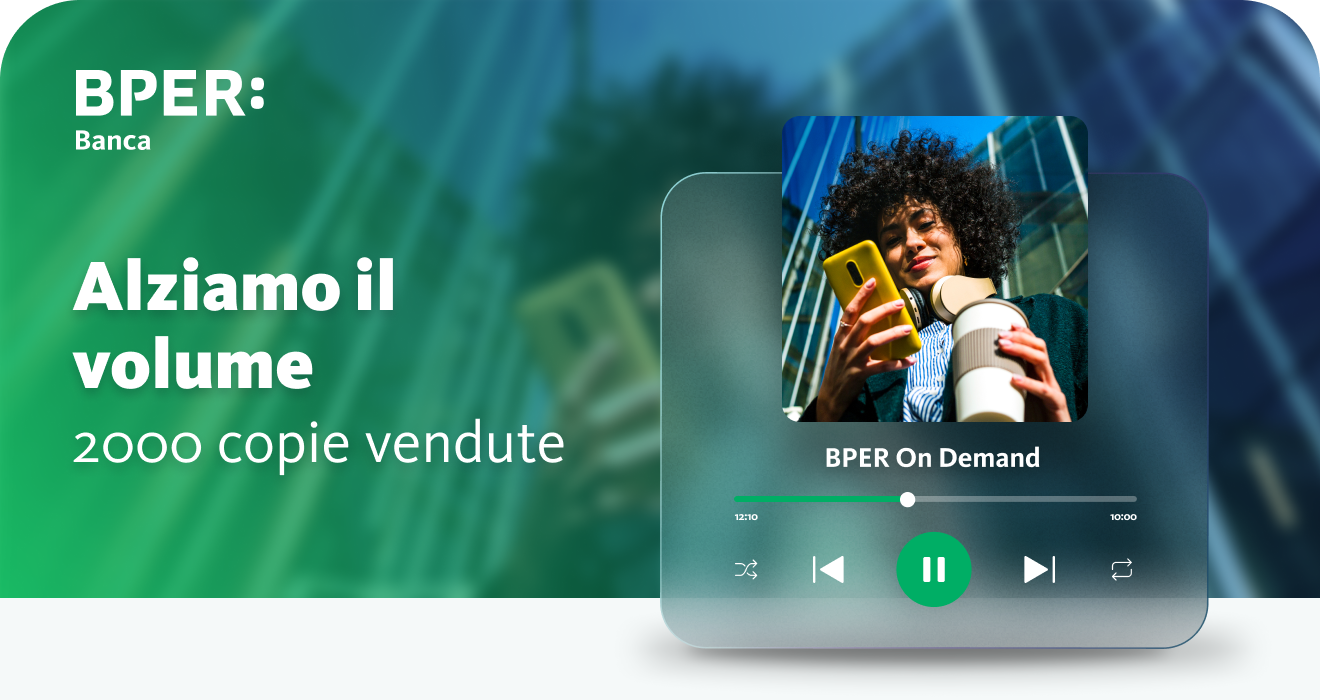 BPER:
Banca
Alziamo il
volume
2000 copie vendute
BPER On Demand
12:10 10:00